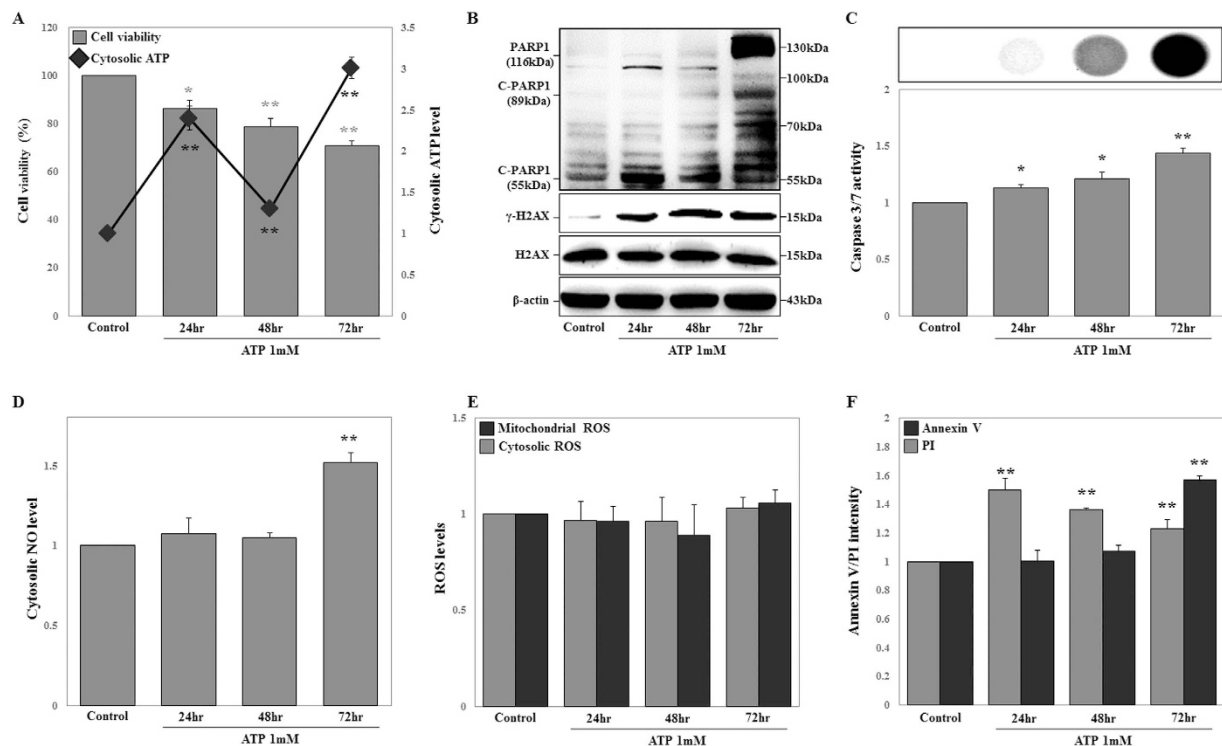 A
Cell viability
Cytosolic ATP
Cell viability (%)
120
100
80
60
40
20
0
*
**
**
**
**
**
3.5
3
2.5
2
1.5
1
0.5
0
Cytosolic ATP level
Control 24hr 48hr 72hr
ATP 1mM
B
PARP1
(116kDa)
C-PARP1
(89kDa)
C-PARP1
(55kDa)
γ-H2AX
H2AX
β-actin
130kDa
100kDa
70kDa
55kDa
15kDa
15kDa
43kDa
Control 24hr 48hr 72hr
ATP 1mM
C
Caspase 3/7 activity
2
1.5
1
0.5
0
*
*
**
Control 24hr 48hr 72hr
ATP 1mM
D
Cytosolic NO level
1.5
1
0.5
0
**
Control 24hr 48hr 72hr
ATP 1mM
E
Mitochondrial ROS
Cytosolic ROS
ROS levels
1.5
1
0.5
0
Control 24hr 48hr 72hr
ATP 1mM
F
Annexin V
PI
Annexin V/PI intensity
2
1.8
1.6
1.4
1.2
1
0.8
0.6
0.4
0.2
0
**
**
**
**
Control 24hr 48hr 72hr
ATP 1mM